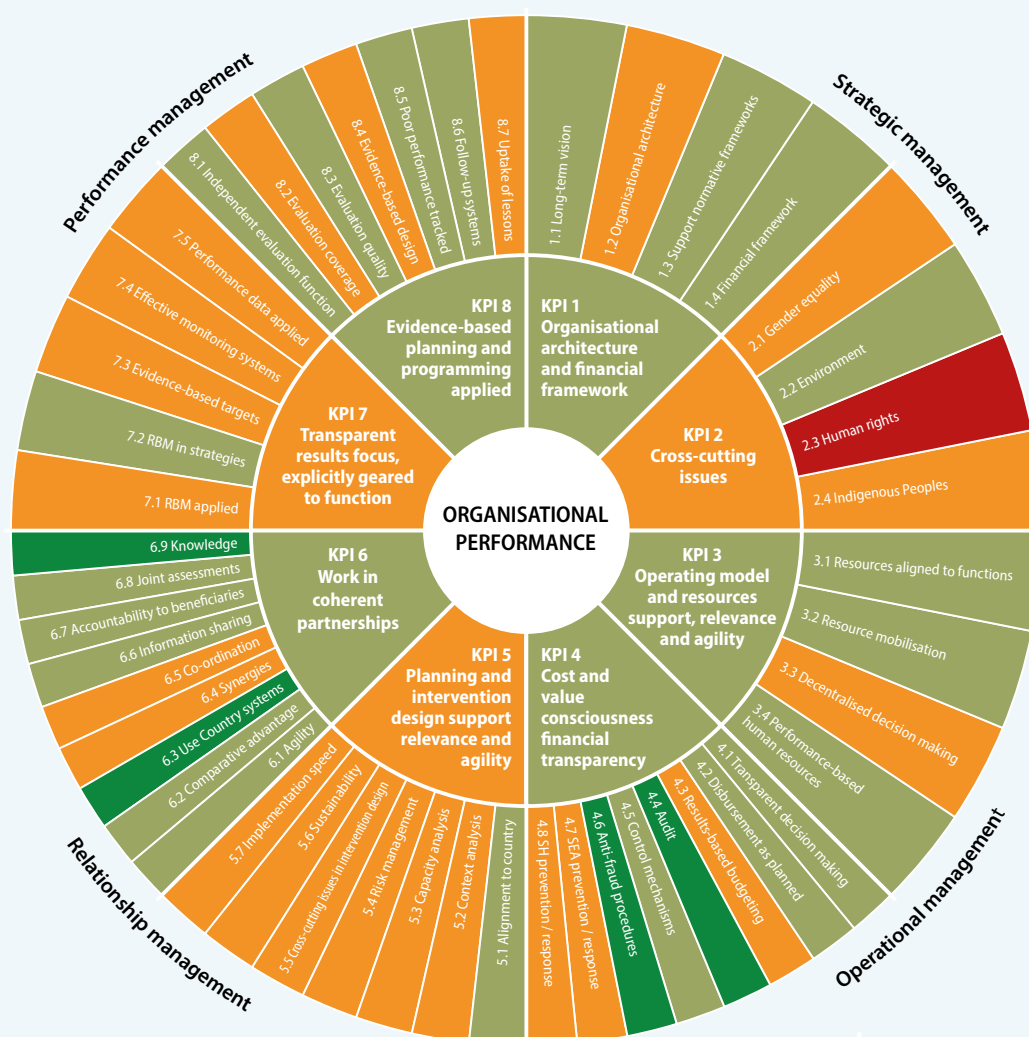 Performance management
Strategic management
Operational management
Relationship management
ORGANISATIONAL
PERFORMANCE
KPI 1
Organisational
architecture
and financial
framework
1.1 Long-term vision
1.2 Organisational architecture
1.3 Support normative frameworks
1.4 Financial framework
KPI 2
Cross-cutting
issues
2.1 Gender equality
2.2 Environment
2.3 Human rights
2.4 Indigenous Peoples
KPI 3
Operating model
and resources
support, relevance
and agility
3.1 Resources aligned to functions
3.2 Resource mobilisation
3.3 Decentralised decision making
3.4 Performance-based
human resources
KPI 4
Cost and
value
consciousness
financial
transparency
4.1 Transparent decision making
4.2 Disbursement as planned
4.3 Results-based budgeting
4.4 Audit
4.5 Control mechanisms
4.6 Anti-fraud procedures
4.7 SEA prevention / response
4.8 SH prevention / response
KPI 5
Planning and
intervention
design support
relevance and
agility
5.1 Alignment to country
5.2 Context analysis
5.3 Capacity analysis
5.4 Risk management
5.5 Cross-cutting issues in intervention design
5.6 Sustainability
5.7 Implementation speed
KPI 6
Work in
coherent
partnerships
6.1 Agility
6.2 Comparative advantage
6.3 Use Country systems
6.4 Synergies
6.5 Co-ordination
6.6 Information sharing
6.7 Accountability to beneficiaries
6.8 Joint assessments
6.9 Knowledge
KPI 7
Transparent
results focus,
explicitly geared
to function
7.1 RBM applied
7.2 RBM in strategies
7.3 Evidence-based targets
7.4 Effective monitoring systems
7.5 Performance data applied
KPI 8
Evidence-based
planning and
programming
applied
8.1 Independent evaluation function
8.2 Evaluation coverage
8.3 Evaluation quality
8.4 Evidence-based design
8.5 Poor performance tracked
8.6 Follow-up systems
8.7 Uptake of lessons